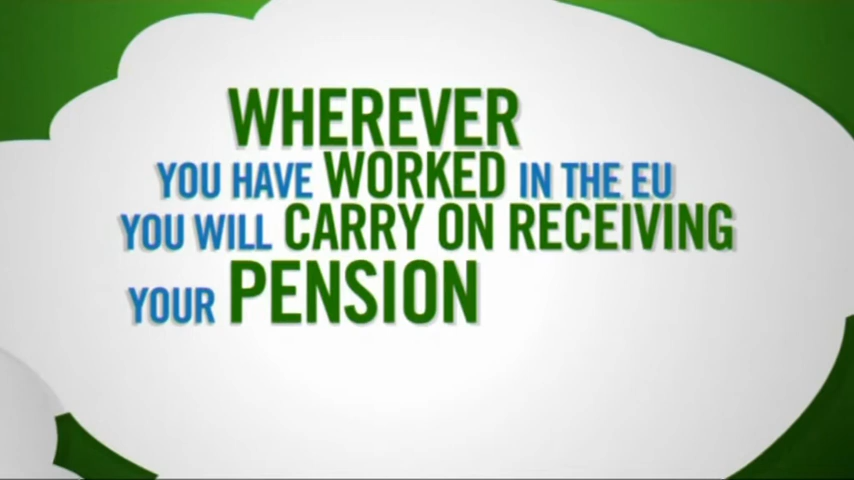 WHEREVER
YOU HAVE WORKED IN THE EU
YOU WILL CARRY ON RECEIVING
YOUR PENSION